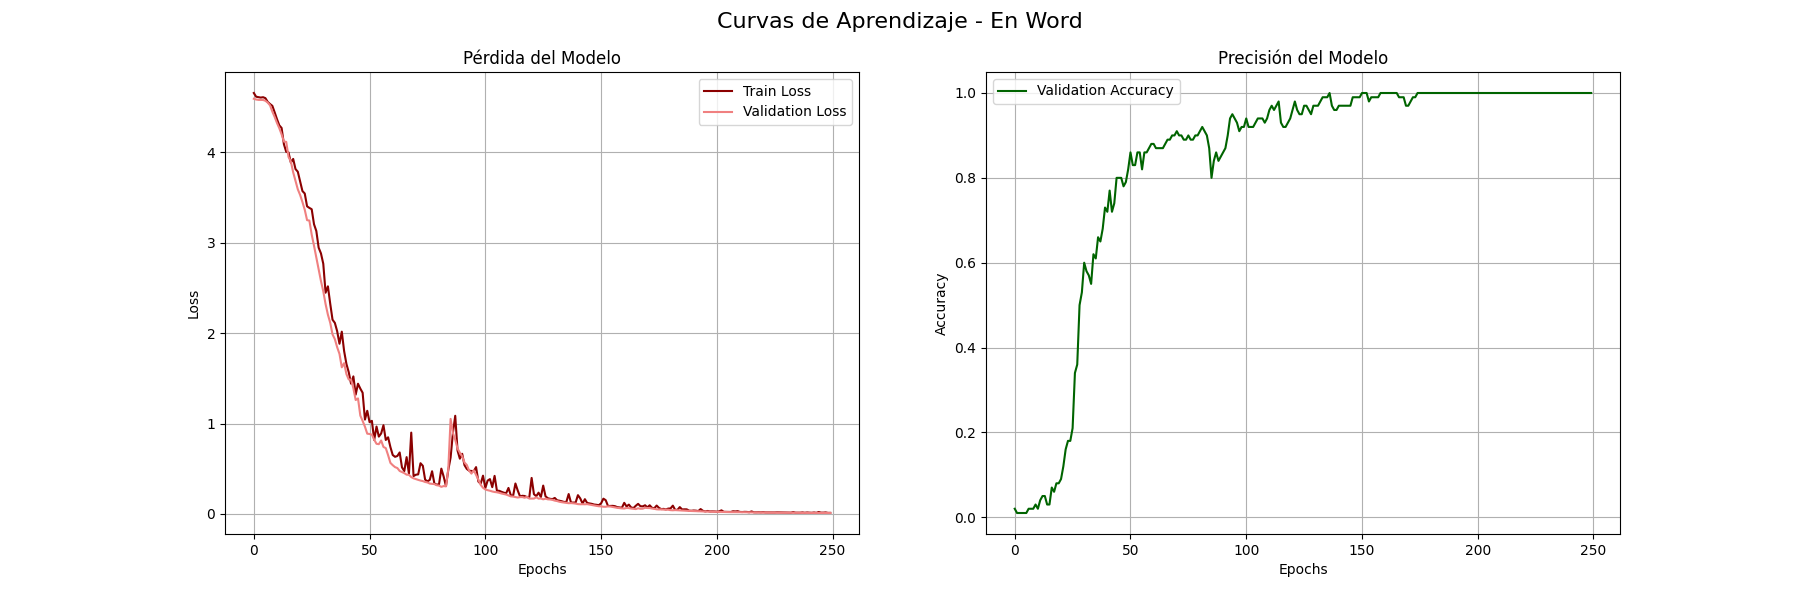 Curvas de Aprendizaje - En Word
Pérdida del Modelo
Train Loss
Validation Loss
Loss
4
3
2
1
0
0 50 100 150 200 250
Epochs
Precisión del Modelo
Validation Accuracy
Accuracy
1.0
0.8
0.6
0.4
0.2
0.0
0 50 100 150 200 250
Epochs